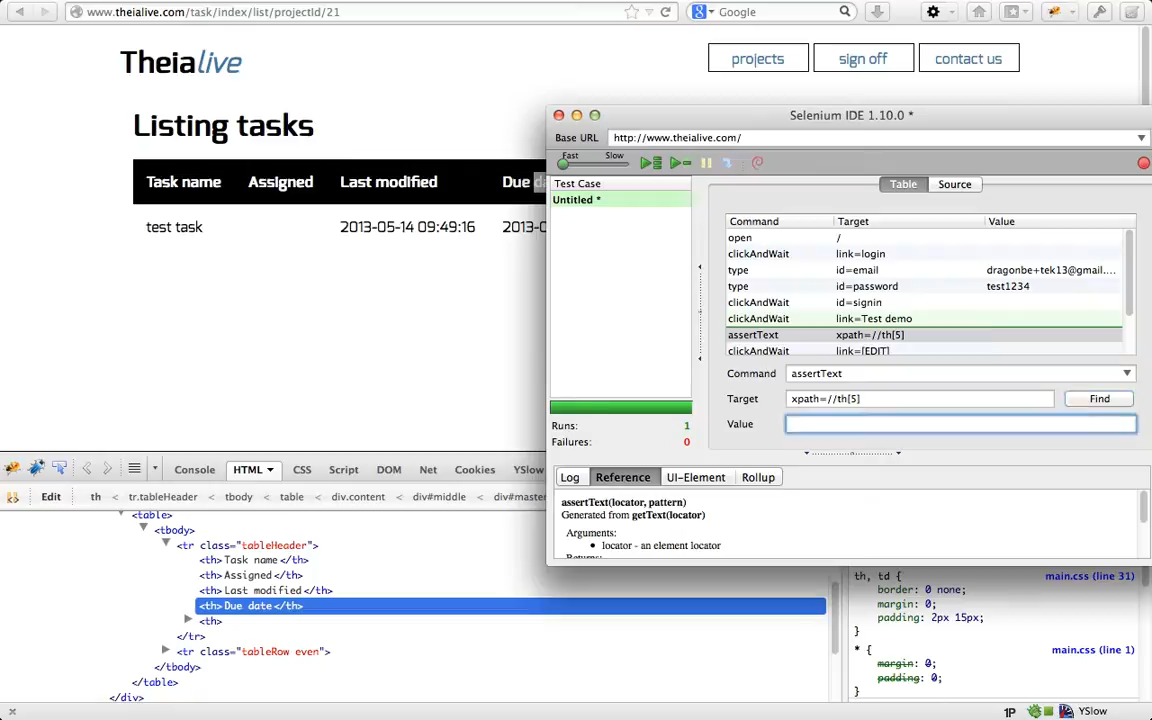 www.theialive.com/task/index/list/projectId/21
Google
Theialive
projects
sign off
contact us
Listing tasks
Task name Assigned Last modified Due da
test task 2013-05-14 09:49:16 2013-0
Selenium IDE 1.10.0 *
Base URL http://www.theialive.com/
Fast Slow
Test Case
Untitled *
Table Source
Command Target Value
open /
clickAndWait link=login
type id=email dragonbe+tek13@gmail....
type id=password test1234
clickAndWait id=signin
clickAndWait link=Test demo
assertText xpath=//th[5]
clickAndWait link=[EDIT]
Command assertText
Target xpath=//th[5] Find
Value
Runs: 1
Failures: 0
Log Reference UI-Element Rollup
assertText(locator, pattern)
Generated from getText(locator)
Arguments:
• locator - an element locator
Returns:
Console HTML CSS Script DOM Net Cookies YSlow
Edit th < tr.tableHeader < tbody < table < div.content < div#middle < div#master
<table>
<tbody>
<tr class="tableHeader">
<th>Task name</th>
<th>Assigned</th>
<th>Last modified</th>
<th>Due date</th>
<th>
</tr>
<tr class="tableRow even">
</tbody>
</table>
</div>
th, td { main.css (line 31)
border: 0 none;
margin: 0;
padding: 2px 15px;
}
* { main.css (line 1)
margin: 0;
padding: 0;
}
1P YSlow